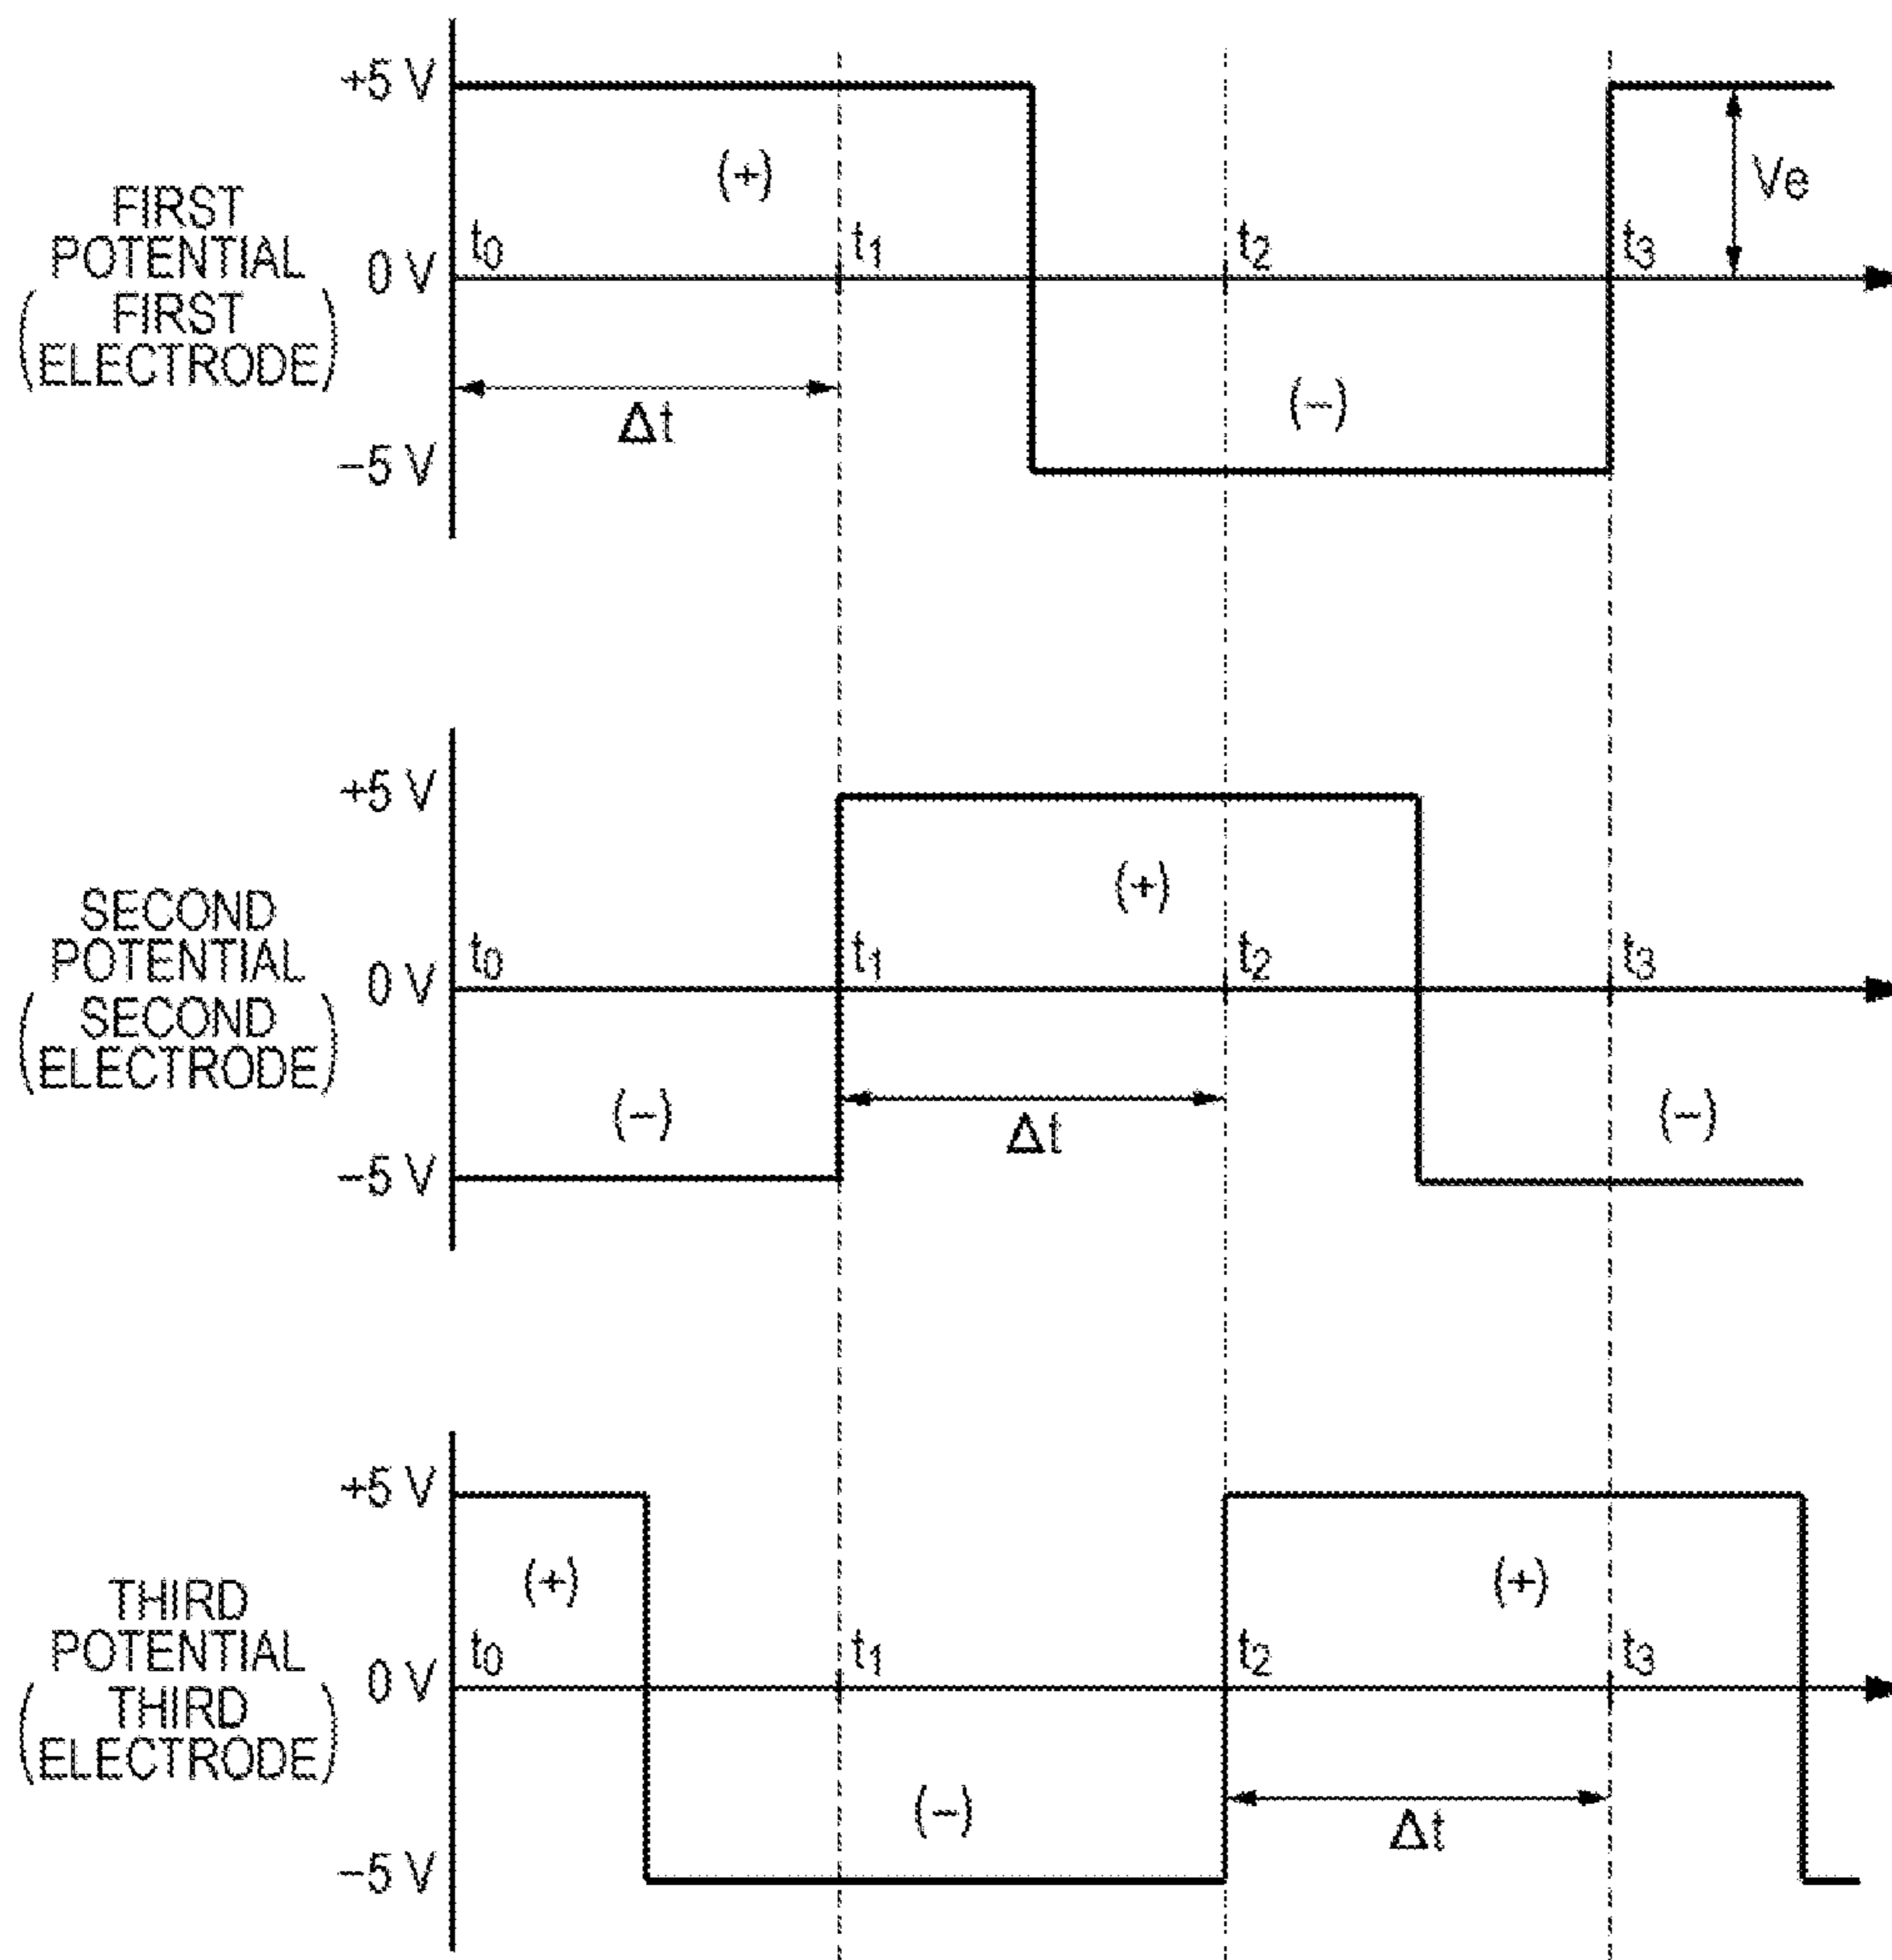 +5 V
(+)
Ve
FIRST
POTENTIAL
(FIRST
ELECTRODE)
0 V
t0
t1
t2
t3
Δt
(−)
−5 V
+5 V
(+)
SECOND
POTENTIAL
(SECOND
ELECTRODE)
0 V
t0
t1
t2
t3
(−)
Δt
(−)
−5 V
+5 V
(+)
(+)
THIRD
POTENTIAL
(THIRD
ELECTRODE)
0 V
t0
t1
t2
t3
(−)
Δt
−5 V